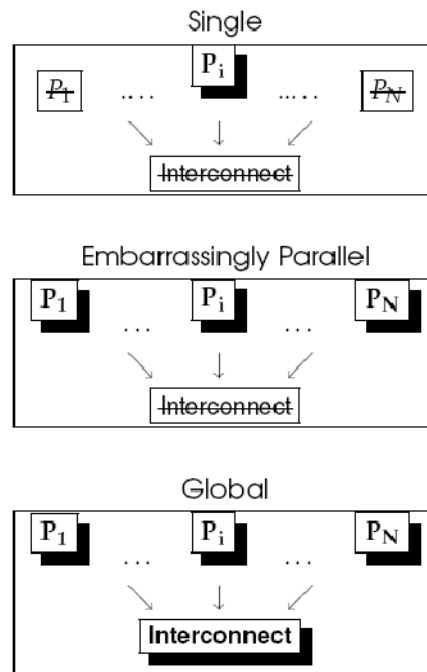 Single
P1 ..... Pi ..... PN
Interconnect
Embarrassingly Parallel
P1 ... Pi ... PN
Interconnect
Global
P1 ... Pi ... PN
Interconnect